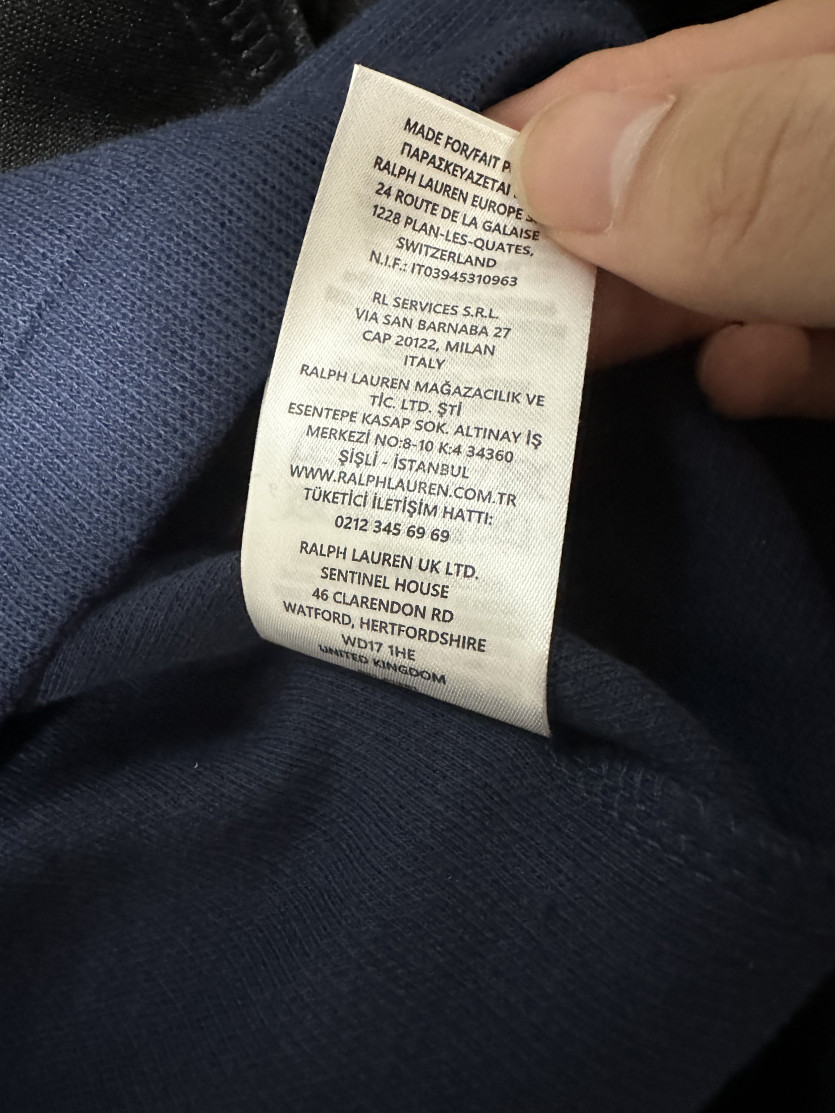 MADE FOR/FAIT
ΠΑΡΑΣΚΕΥΑΖΕΤΑΙ
RALPH LAUREN EUROPE
24 ROUTE DE LA GALAISE
1228 PLAN-LES-QUATES,
SWITZERLAND
N.I.F.: IT03945310963
RL SERVICES S.R.L.
VIA SAN BARNABA 27
CAP 20122, MILAN
ITALY
RALPH LAUREN MAĞAZACILIK VE
TİC. LTD. ŞTİ
ESENTEPE KASAP SOK. ALTINAY İŞ
MERKEZİ NO:8-10 K:4 34360
ŞİŞLİ - İSTANBUL
WWW.RALPHLAUREN.COM.TR
TÜKETİCİ İLETİŞİM HATTI:
0212 345 69 69
RALPH LAUREN UK LTD.
SENTINEL HOUSE
46 CLARENDON RD
WATFORD, HERTFORDSHIRE
WD17 1HE
UNITED KINGDOM